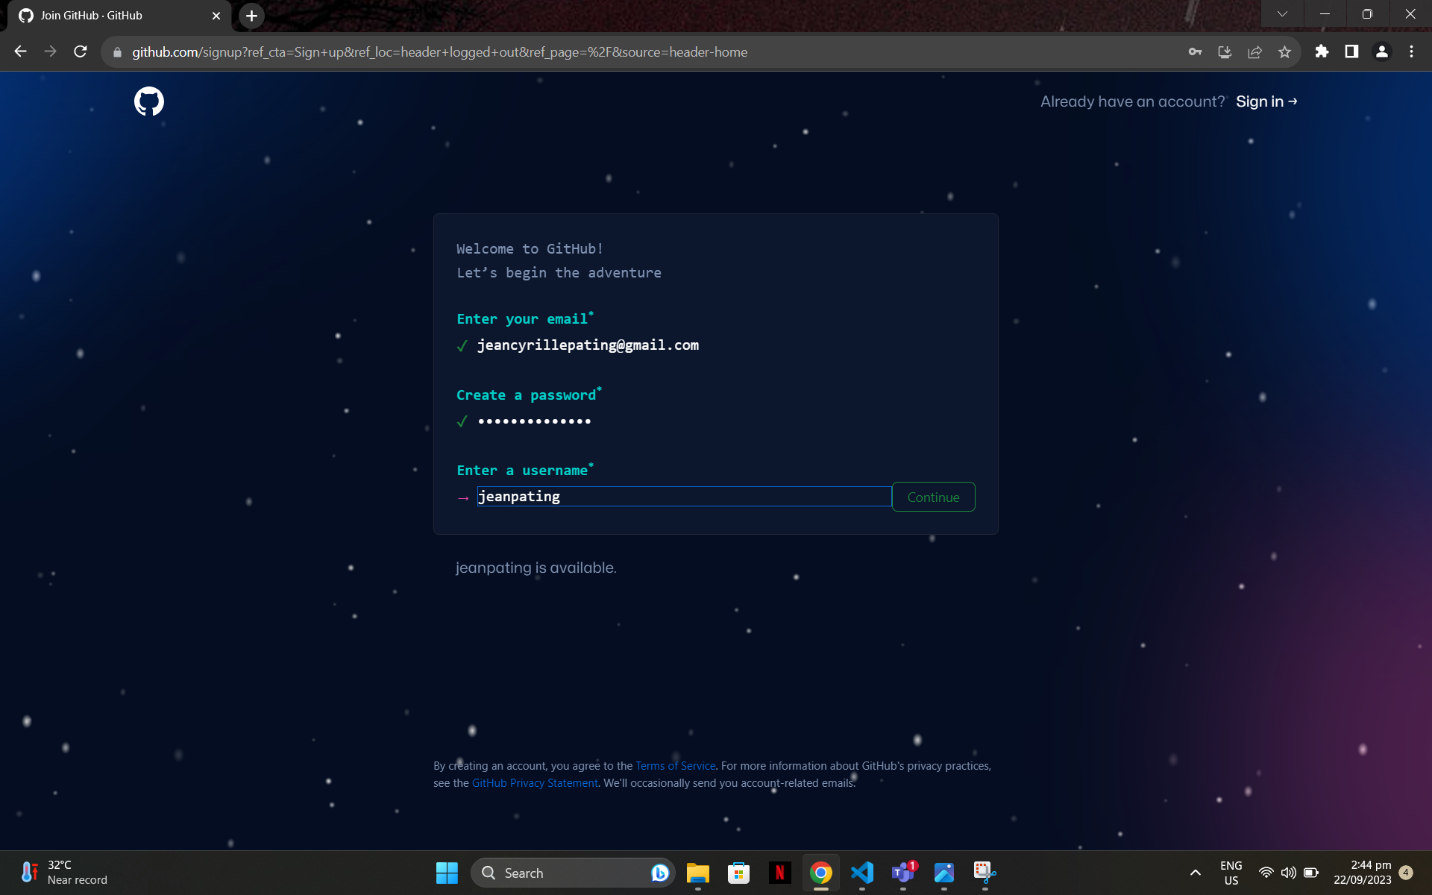 Join GitHub · GitHub
github.com/signup?ref_cta=Sign+up&ref_loc=header+logged+out&ref_page=%2F&source=header-home
Already have an account? Sign in →
Welcome to GitHub!
Let’s begin the adventure
Enter your email*
✓ jeancyrillepating@gmail.com
Create a password*
✓ ••••••••••••••
Enter a username*
→ jeanpating
Continue
jeanpating is available.
By creating an account, you agree to the Terms of Service. For more information about GitHub's privacy practices,
see the GitHub Privacy Statement. We'll occasionally send you account-related emails.
32°C
Near record
Search
N
1
ENG
US
2:44 pm
22/09/2023
4